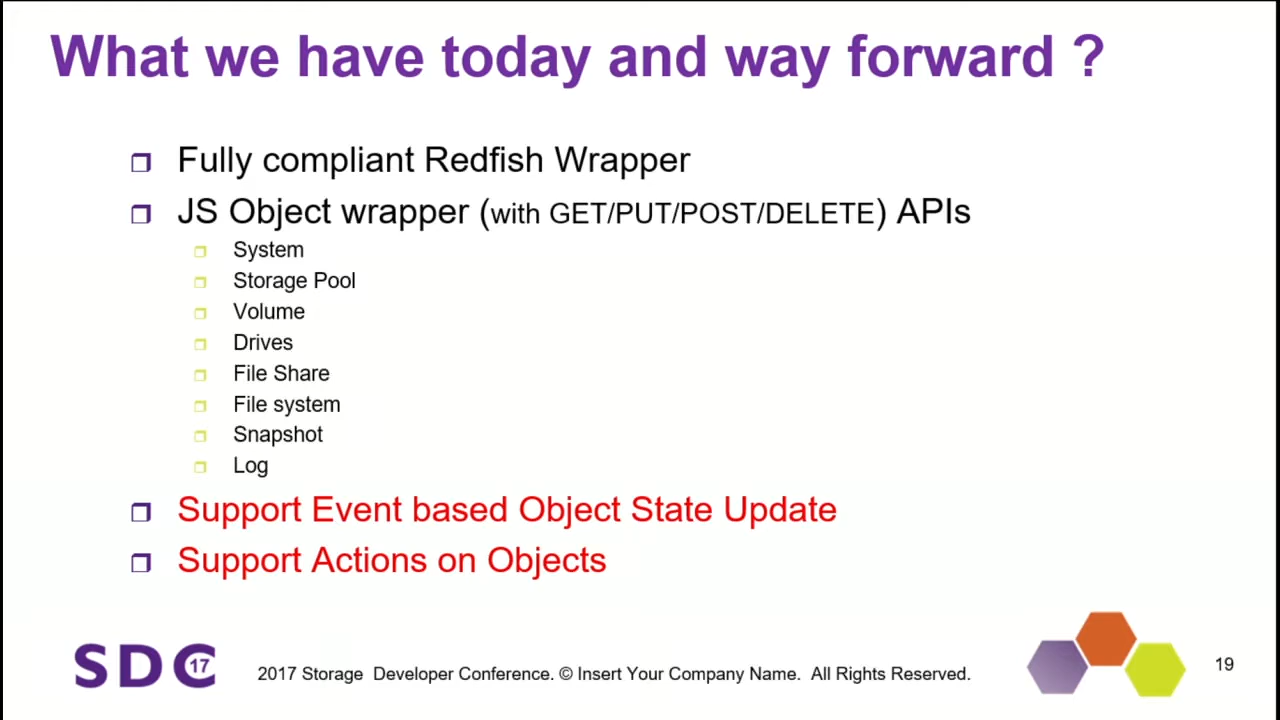 What we have today and way forward ?
Fully compliant Redfish Wrapper
JS Object wrapper (with GET/PUT/POST/DELETE) APIs
System
Storage Pool
Volume
Drives
File Share
File system
Snapshot
Log
Support Event based Object State Update
Support Actions on Objects
SDC 17
2017 Storage Developer Conference. © Insert Your Company Name. All Rights Reserved.
19